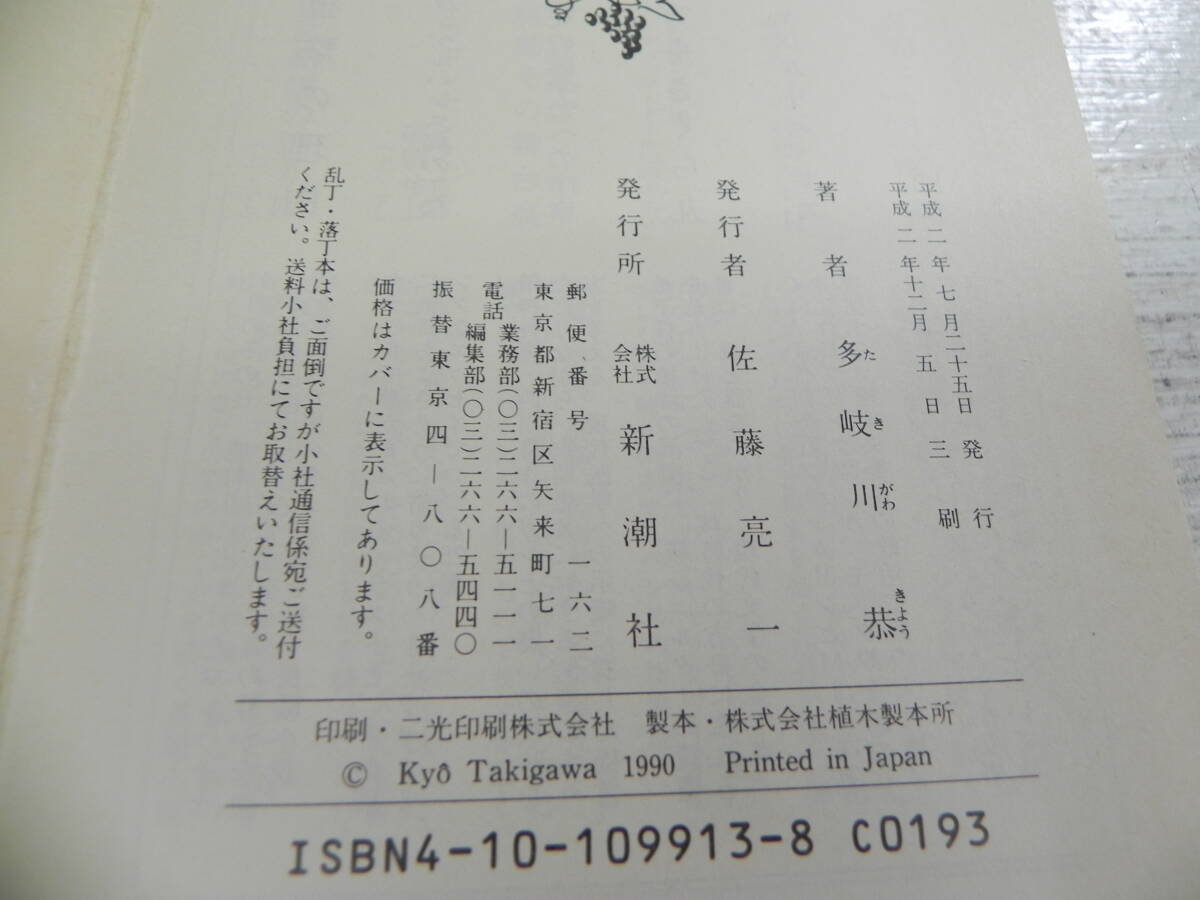 平成二年七月二十五日発行
平成二年十二月五日三刷
著者 多岐川恭
たきがわきょう
発行者 佐藤亮一
発行所 株式会社 新潮社
郵便番号 一六二
東京都新宿区矢来町七一
電話 業務部(〇三)二六六―五一一一
編集部(〇三)二六六―五四四〇
振替東京四―八〇八番
価格はカバーに表示してあります。
乱丁・落丁本は、ご面倒ですが小社通信係宛ご送付
ください。送料小社負担にてお取替えいたします。
印刷・二光印刷株式会社 製本・株式会社植木製本所
© Kyô Takigawa 1990 Printed in Japan
ISBN4-10-109913-8 C0193